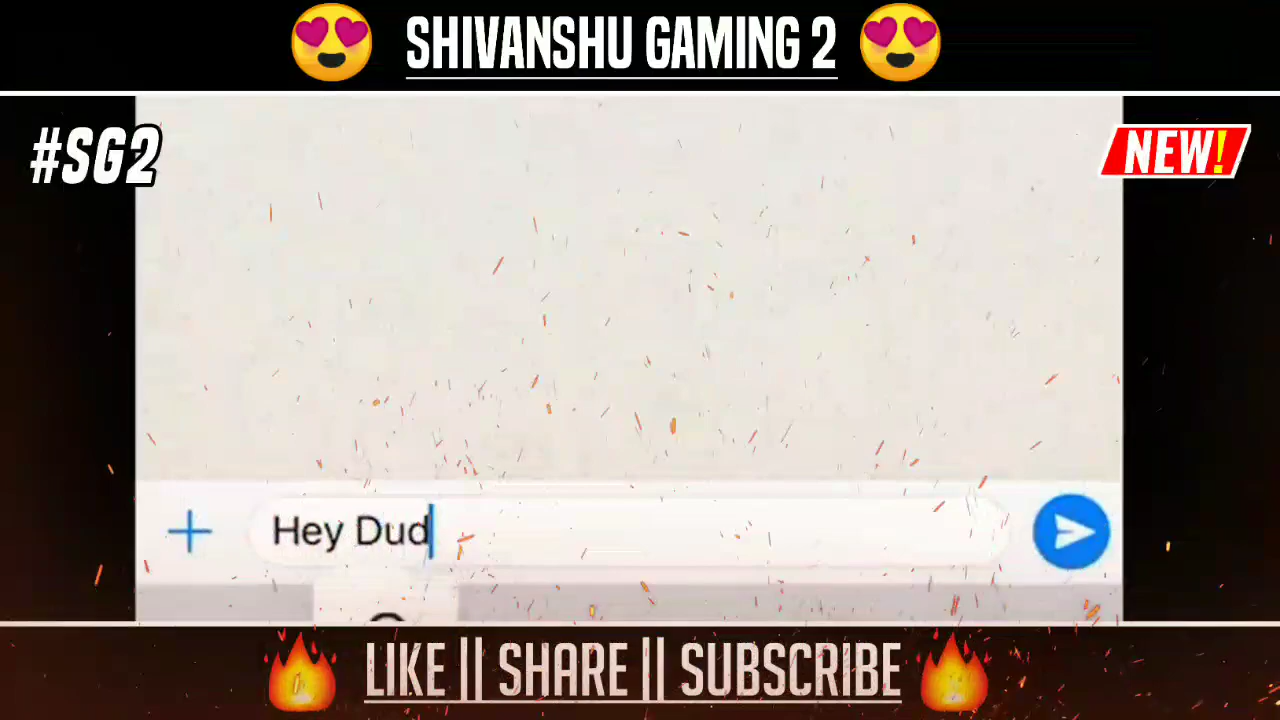 SHIVANSHU GAMING 2
#SG2
NEW!
Hey Dud
LIKE || SHARE || SUBSCRIBE